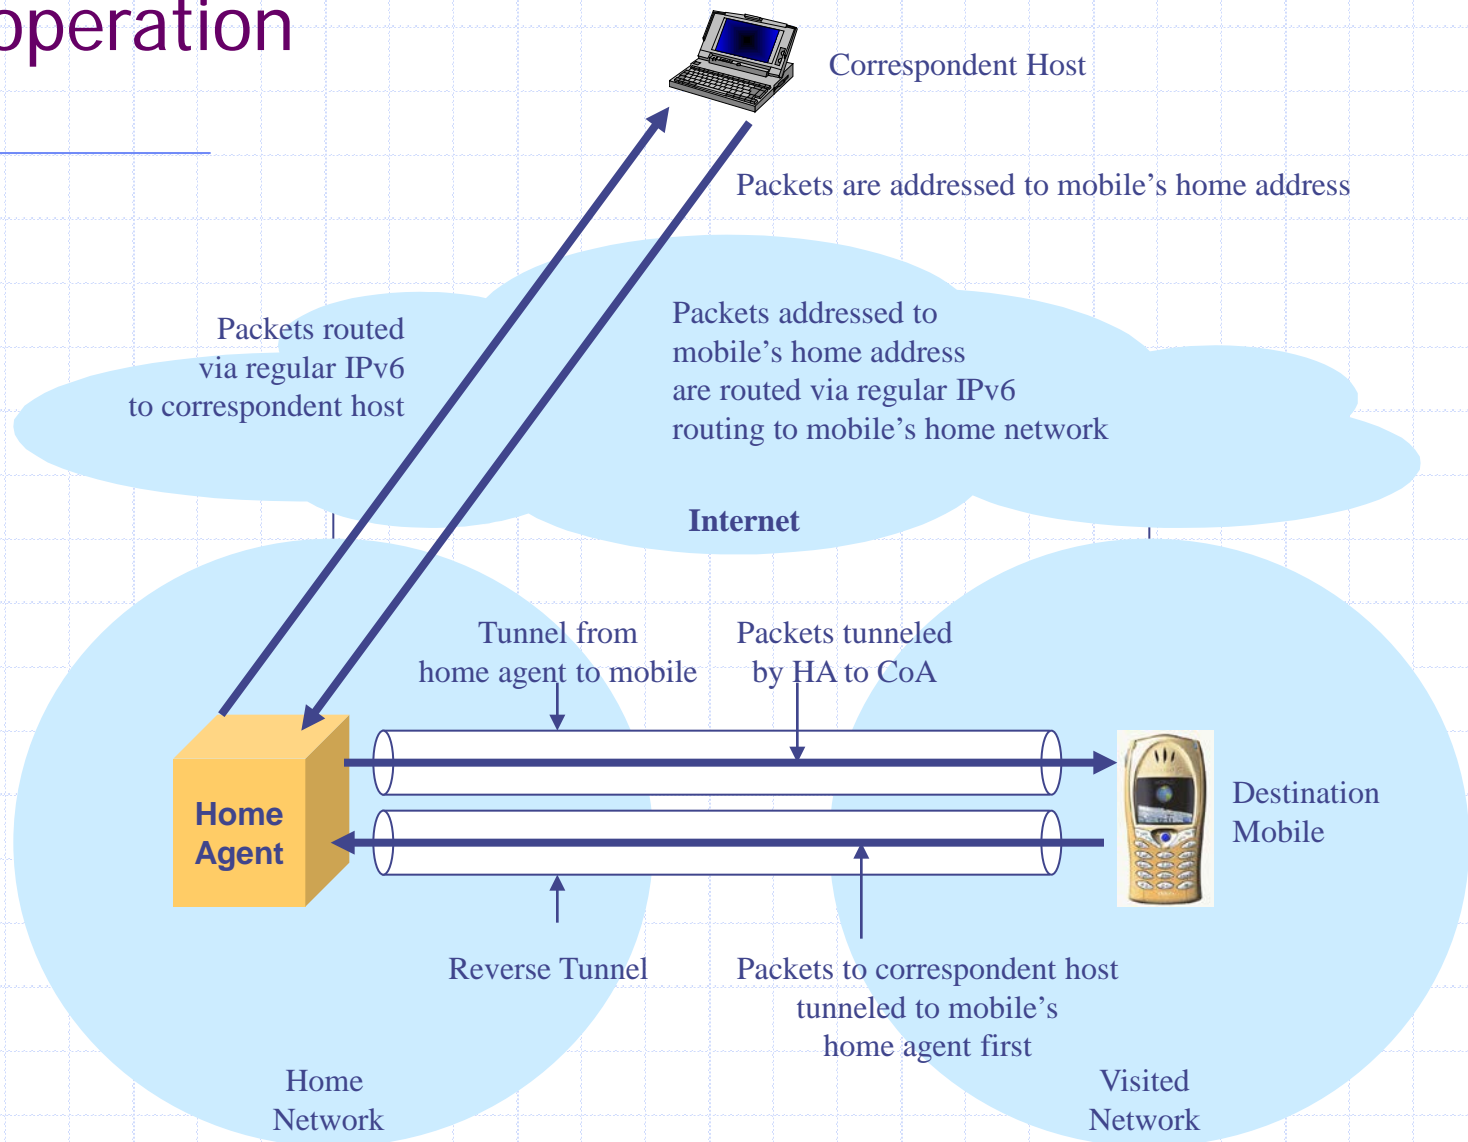 operation
Correspondent Host
Packets are addressed to mobile’s home address
Packets routed
via regular IPv6
to correspondent host
Packets addressed to
mobile’s home address
are routed via regular IPv6
routing to mobile’s home network
Internet
Tunnel from
home agent to mobile
Packets tunneled
by HA to CoA
Home
Agent
Destination
Mobile
Reverse Tunnel
Packets to correspondent host
tunneled to mobile’s
home agent first
Home
Network
Visited
Network